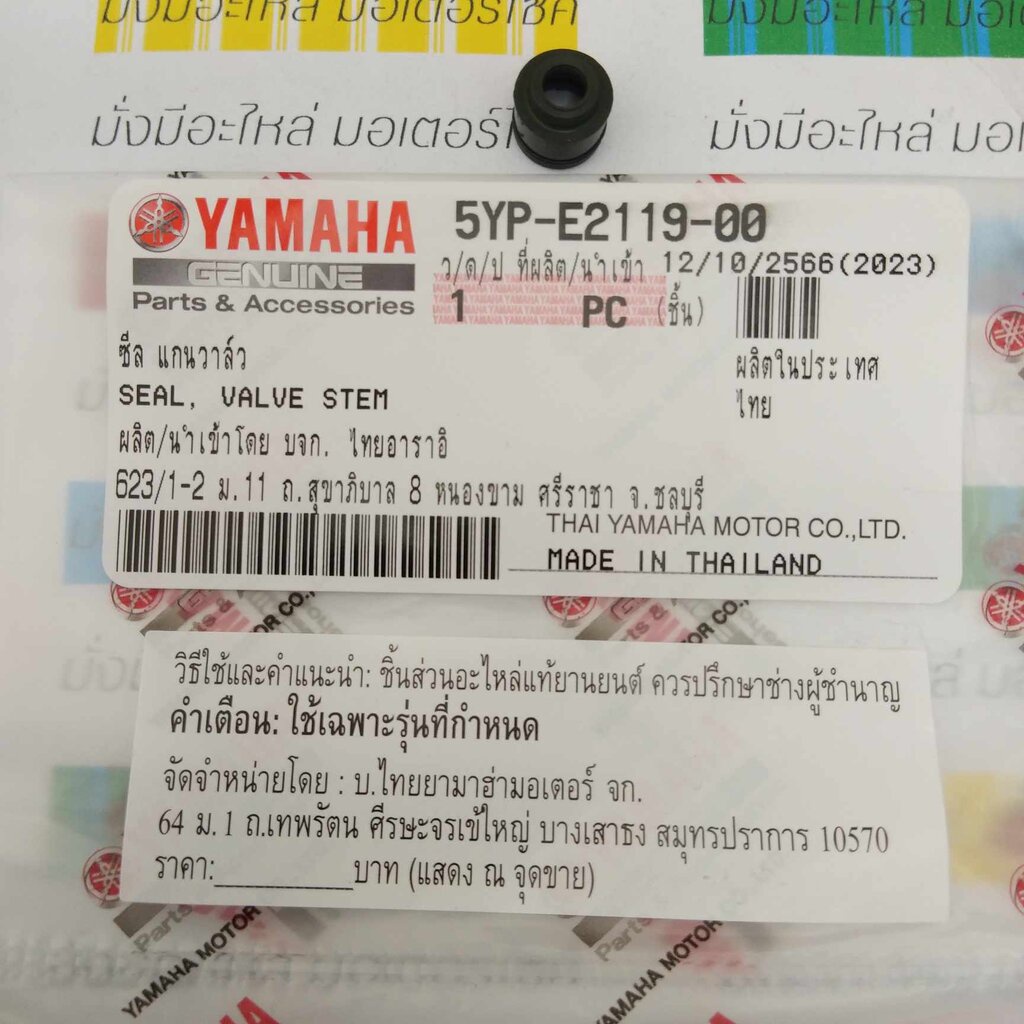 มั่งมีอะไหล่ มอเตอร์ไซค์
มั่งมีอะไหล่ มอเ
มั่งมีอะไหล่ มอเตอร์ไ
มั่งมีอะไหล่ มอเ
YAMAHA
GENUINE
Parts & Accessories
5YP-E2119-00
ว/ด/ป ที่ผลิต/นำเข้า 12/10/2566(2023)
1 PC (ชิ้น)
ซีล แกนวาล์ว
SEAL, VALVE STEM
ผลิตในประเทศ
ไทย
ผลิต/นำเข้าโดย บจก. ไทยอาราอิ
623/1-2 ม.11 ถ.สุขาภิบาล 8 หนองขาม ศรีราชา จ.ชลบุรี
THAI YAMAHA MOTOR CO.,LTD.
MADE IN THAILAND
วิธีใช้และคำแนะนำ: ชิ้นส่วนอะไหล่แท้ยานยนต์ ควรปรึกษาช่างผู้ชำนาญ
คำเตือน: ใช้เฉพาะรุ่นที่กำหนด
จัดจำหน่ายโดย : บ.ไทยยามาฮ่ามอเตอร์ จก.
64 ม.1 ถ.เทพรัตน ศีรษะจรเข้ใหญ่ บางเสาธง สมุทรปราการ 10570
ราคา:__________บาท (แสดง ณ จุดขาย)
Parts &
YAMAHA MOTOR
Parts &
YAMAHA MOTOR